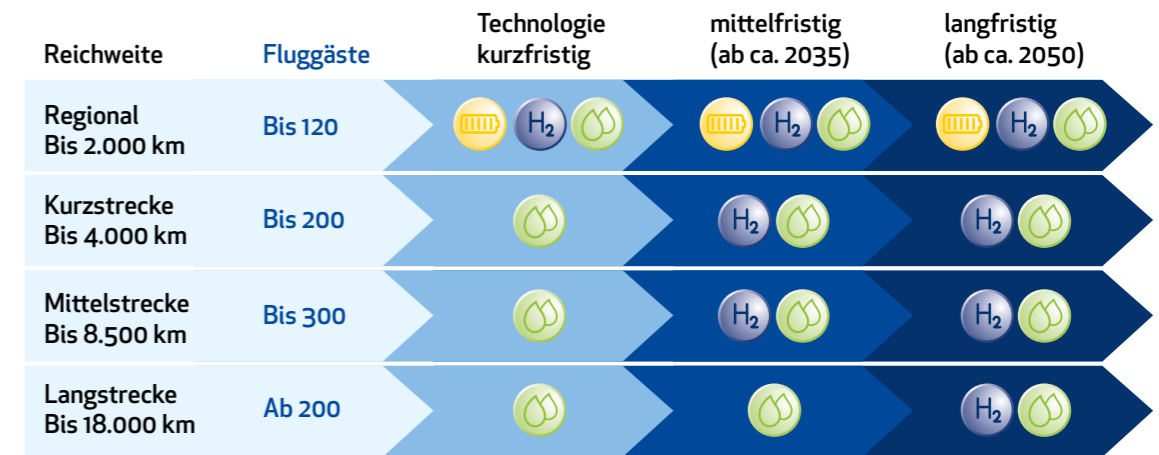 Reichweite
Fluggäste
Technologie
kurzfristig
mittelfristig
(ab ca. 2035)
langfristig
(ab ca. 2050)
Regional
Bis 2.000 km
Bis 120
H₂
H₂
H₂
Kurzstrecke
Bis 4.000 km
Bis 200
H₂
H₂
Mittelstrecke
Bis 8.500 km
Bis 300
H₂
H₂
Langstrecke
Bis 18.000 km
Ab 200
H₂